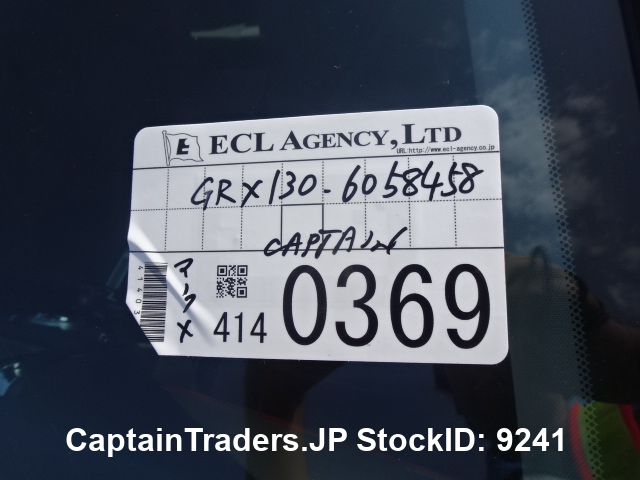 E ECL AGENCY, LTD
URL:http://www.ecl-agency.co.jp
GRX130-6058458
CAPTAIN
マークX
414 0369
41403
CaptainTraders.JP StockID: 9241